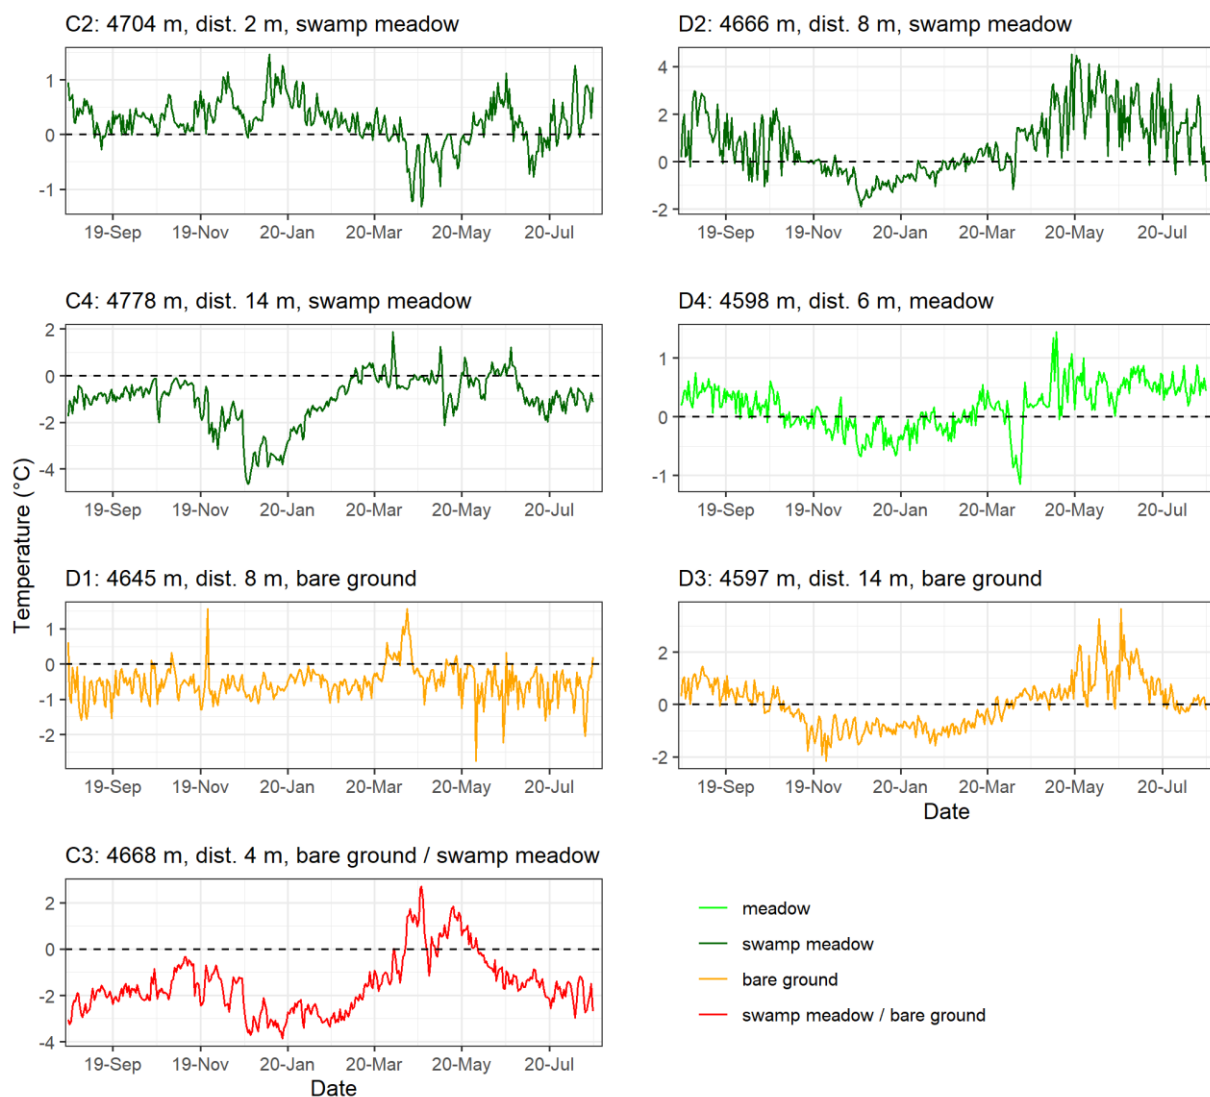 C2: 4704 m, dist. 2 m, swamp meadow
1
0
-1
19-Sep 19-Nov 20-Jan 20-Mar 20-May 20-Jul
D2: 4666 m, dist. 8 m, swamp meadow
4
2
0
-2
19-Sep 19-Nov 20-Jan 20-Mar 20-May 20-Jul
C4: 4778 m, dist. 14 m, swamp meadow
2
0
-2
-4
19-Sep 19-Nov 20-Jan 20-Mar 20-May 20-Jul
D4: 4598 m, dist. 6 m, meadow
1
0
-1
19-Sep 19-Nov 20-Jan 20-Mar 20-May 20-Jul
Temperature (°C)
D1: 4645 m, dist. 8 m, bare ground
1
0
-1
-2
19-Sep 19-Nov 20-Jan 20-Mar 20-May 20-Jul
D3: 4597 m, dist. 14 m, bare ground
2
0
-2
19-Sep 19-Nov 20-Jan 20-Mar 20-May 20-Jul
Date
C3: 4668 m, dist. 4 m, bare ground / swamp meadow
2
0
-2
-4
19-Sep 19-Nov 20-Jan 20-Mar 20-May 20-Jul
Date
meadow
swamp meadow
bare ground
swamp meadow / bare ground